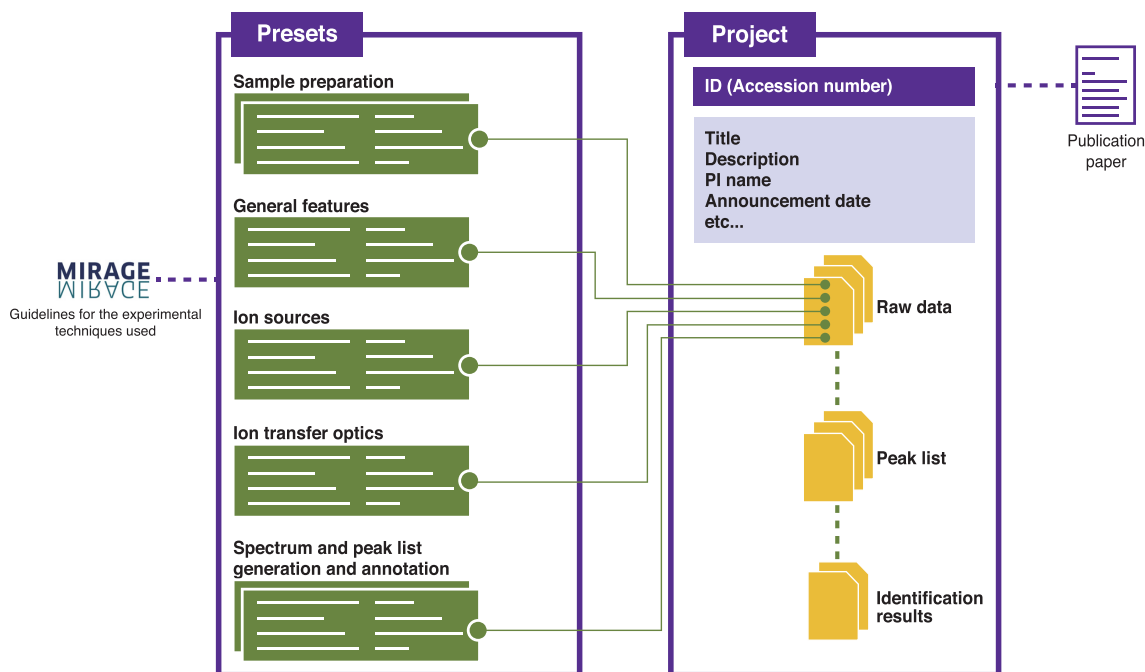 Presets
Sample preparation
General features
Ion sources
Ion transfer optics
Spectrum and peak list
generation and annotation
MIRAGE
MIRAGE
Guidelines for the experimental
techniques used
Project
ID (Accession number)
Title
Description
PI name
Announcement date
etc...
Raw data
Peak list
Identification
results
Publication
paper